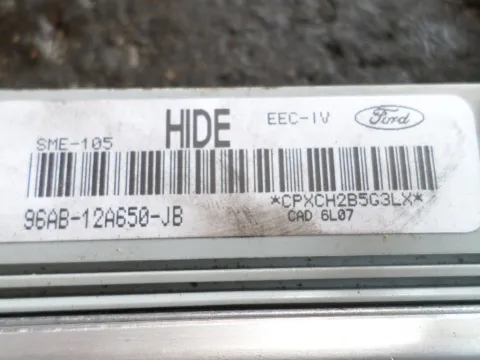 HIDE
EEC-IV
Ford
SME-105
96AB-12A650-JB
*CPXCH2B5G3LX*
CAD 6L07